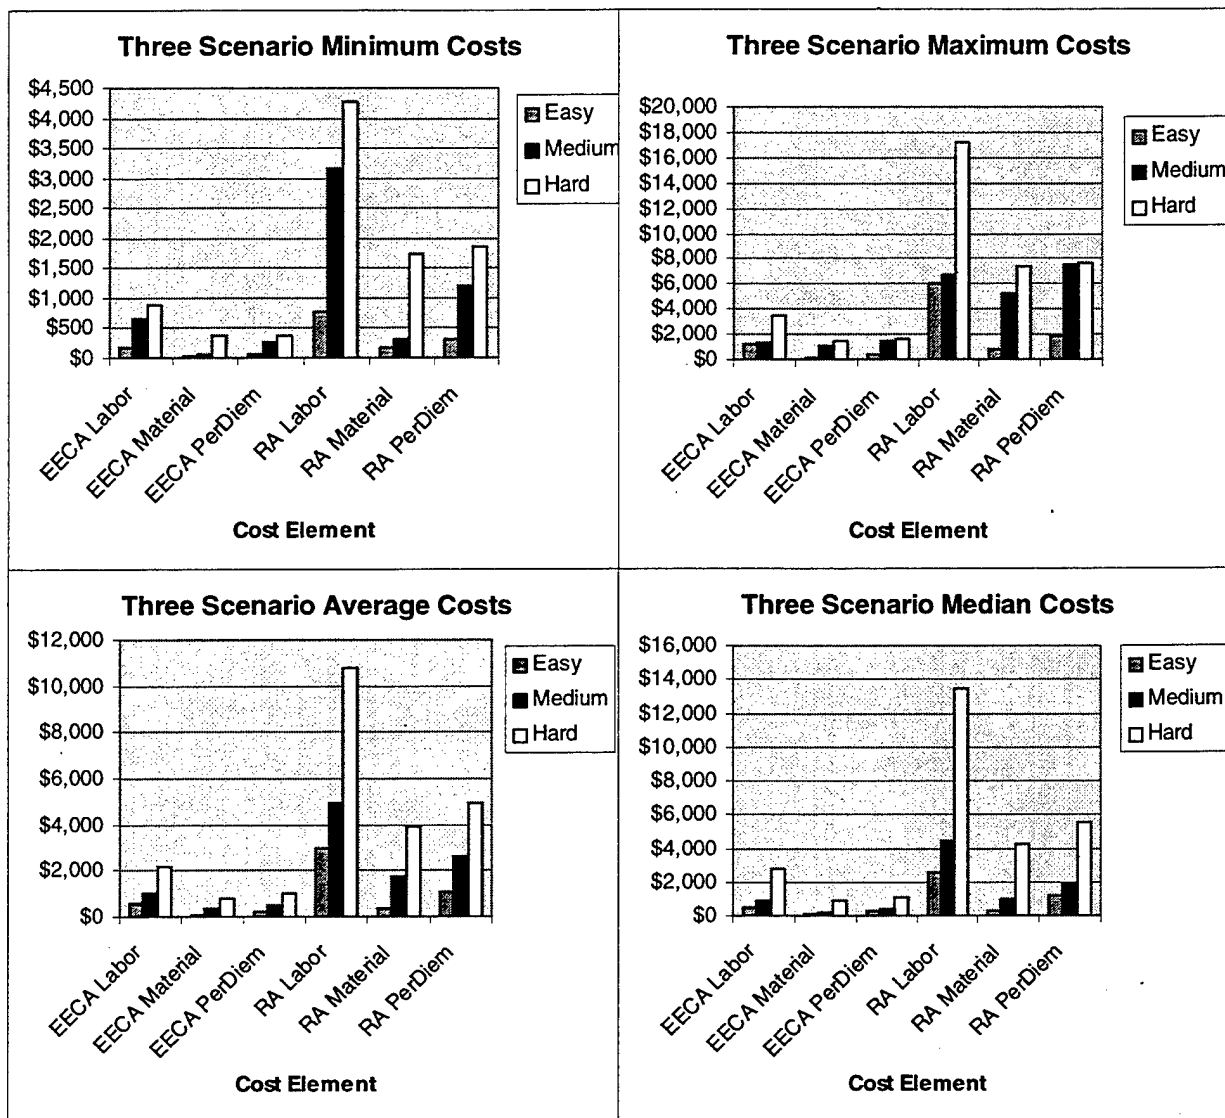 Three Scenario Minimum Costs
$4,500
$4,000
$3,500
$3,000
$2,500
$2,000
$1,500
$1,000
$500
$0
Easy
Medium
Hard
EECA Labor
EECA Material
EECA PerDiem
RA Labor
RA Material
RA PerDiem
Cost Element
Three Scenario Maximum Costs
$20,000
$18,000
$16,000
$14,000
$12,000
$10,000
$8,000
$6,000
$4,000
$2,000
$0
Easy
Medium
Hard
EECA Labor
EECA Material
EECA PerDiem
RA Labor
RA Material
RA PerDiem
Cost Element
Three Scenario Average Costs
$12,000
$10,000
$8,000
$6,000
$4,000
$2,000
$0
Easy
Medium
Hard
EECA Labor
EECA Material
EECA PerDiem
RA Labor
RA Material
RA PerDiem
Cost Element
Three Scenario Median Costs
$16,000
$14,000
$12,000
$10,000
$8,000
$6,000
$4,000
$2,000
$0
Easy
Medium
Hard
EECA Labor
EECA Material
EECA PerDiem
RA Labor
RA Material
RA PerDiem
Cost Element